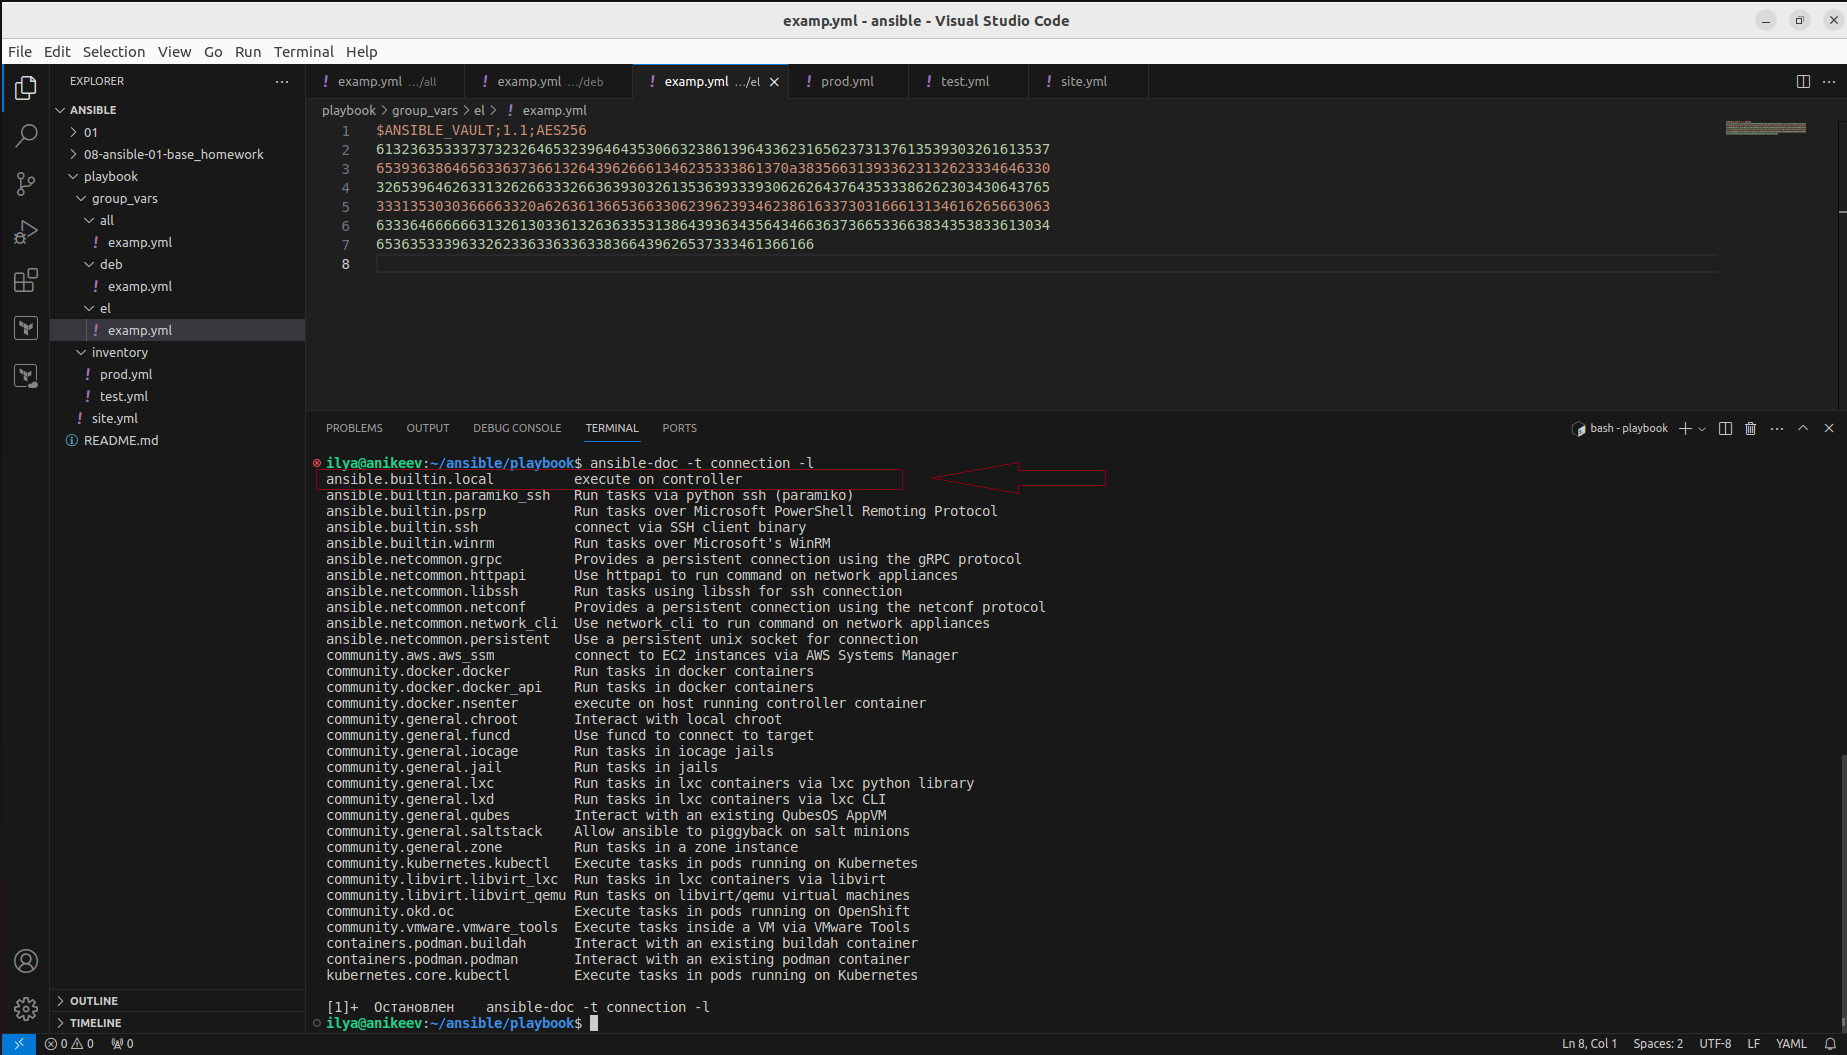 examp.yml - ansible - Visual Studio Code
File Edit Selection View Go Run Terminal Help
EXPLORER
ANSIBLE
01
08-ansible-01-base_homework
playbook
group_vars
all
examp.yml
deb
examp.yml
el
examp.yml
inventory
prod.yml
test.yml
site.yml
README.md
OUTLINE
TIMELINE
examp.yml .../all examp.yml .../deb examp.yml .../el prod.yml test.yml site.yml
playbook > group_vars > el > examp.yml
1 $ANSIBLE_VAULT;1.1;AES256
2
3
4
5
6
7
8
PROBLEMS OUTPUT DEBUG CONSOLE TERMINAL PORTS
bash - playbook
ilya@anikeev:~/ansible/playbook$ ansible-doc -t connection -l
ansible.builtin.local execute on controller
ansible.builtin.paramiko_ssh Run tasks via python ssh (paramiko)
ansible.builtin.psrp Run tasks over Microsoft PowerShell Remoting Protocol
ansible.builtin.ssh connect via SSH client binary
ansible.builtin.winrm Run tasks over Microsoft's WinRM
ansible.netcommon.grpc Provides a persistent connection using the gRPC protocol
ansible.netcommon.httpapi Use httpapi to run command on network appliances
ansible.netcommon.libssh Run tasks using libssh for ssh connection
ansible.netcommon.netconf Provides a persistent connection using the netconf protocol
ansible.netcommon.network_cli Use network_cli to run command on network appliances
ansible.netcommon.persistent Use a persistent unix socket for connection
community.aws.aws_ssm connect to EC2 instances via AWS Systems Manager
community.docker.docker Run tasks in docker containers
community.docker.docker_api Run tasks in docker containers
community.docker.nsenter execute on host running controller container
community.general.chroot Interact with local chroot
community.general.funcd Use funcd to connect to target
community.general.iocage Run tasks in iocage jails
community.general.jail Run tasks in jails
community.general.lxc Run tasks in lxc containers via lxc python library
community.general.lxd Run tasks in lxc containers via lxc CLI
community.general.qubes Interact with an existing QubesOS AppVM
community.general.saltstack Allow ansible to piggyback on salt minions
community.general.zone Run tasks in a zone instance
community.kubernetes.kubectl Execute tasks in pods running on Kubernetes
community.libvirt.libvirt_lxc Run tasks in lxc containers via libvirt
community.libvirt.libvirt_qemu Run tasks on libvirt/qemu virtual machines
community.okd.oc Execute tasks in pods running on OpenShift
community.vmware.vmware_tools Execute tasks inside a VM via VMware Tools
containers.podman.buildah Interact with an existing buildah container
containers.podman.podman Interact with an existing podman container
kubernetes.core.kubectl Execute tasks in pods running on Kubernetes
[1]+ Остановлен ansible-doc -t connection -l
ilya@anikeev:~/ansible/playbook$
0 0 0 Ln 8, Col 1 Spaces: 2 UTF-8 LF YAML